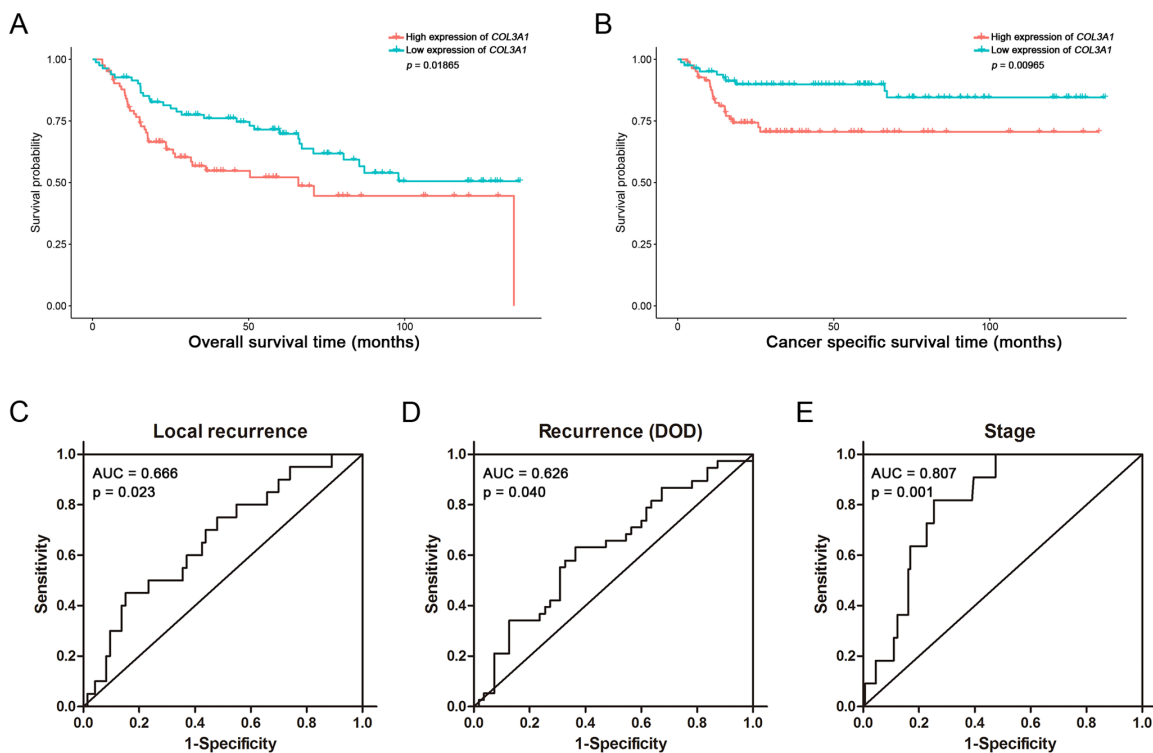 A
High expression of COL3A1
Low expression of COL3A1
p = 0.01865
1.00
0.75
0.50
0.25
0.00
Survival probability
0
50
100
Overall survival time (months)
B
High expression of COL3A1
Low expression of COL3A1
p = 0.00965
1.00
0.75
0.50
0.25
0.00
Survival probability
0
50
100
Cancer specific survival time (months)
C
Local recurrence
AUC = 0.666
p = 0.023
1.0
0.8
0.6
0.4
0.2
0.0
Sensitivity
0.0 0.2 0.4 0.6 0.8 1.0
1-Specificity
D
Recurrence (DOD)
AUC = 0.626
p = 0.040
1.0
0.8
0.6
0.4
0.2
0.0
Sensitivity
0.0 0.2 0.4 0.6 0.8 1.0
1-Specificity
E
Stage
AUC = 0.807
p = 0.001
1.0
0.8
0.6
0.4
0.2
0.0
Sensitivity
0.0 0.2 0.4 0.6 0.8 1.0
1-Specificity